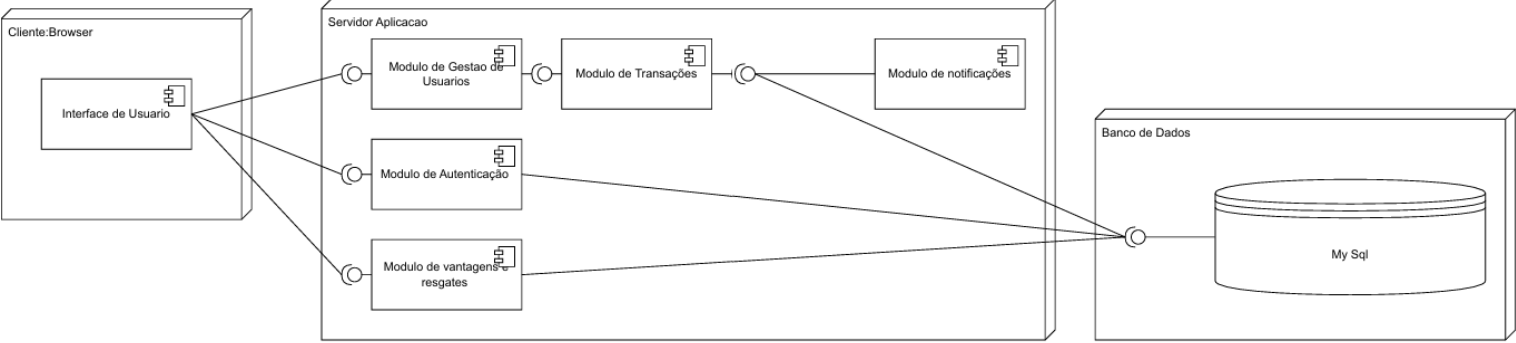 Cliente:Browser
Interface de Usuario
Servidor Aplicacao
Modulo de Gestao de
Usuarios
Modulo de Transações
Modulo de notificações
Modulo de Autenticação
Modulo de vantagens e
resgates
Banco de Dados
My Sql